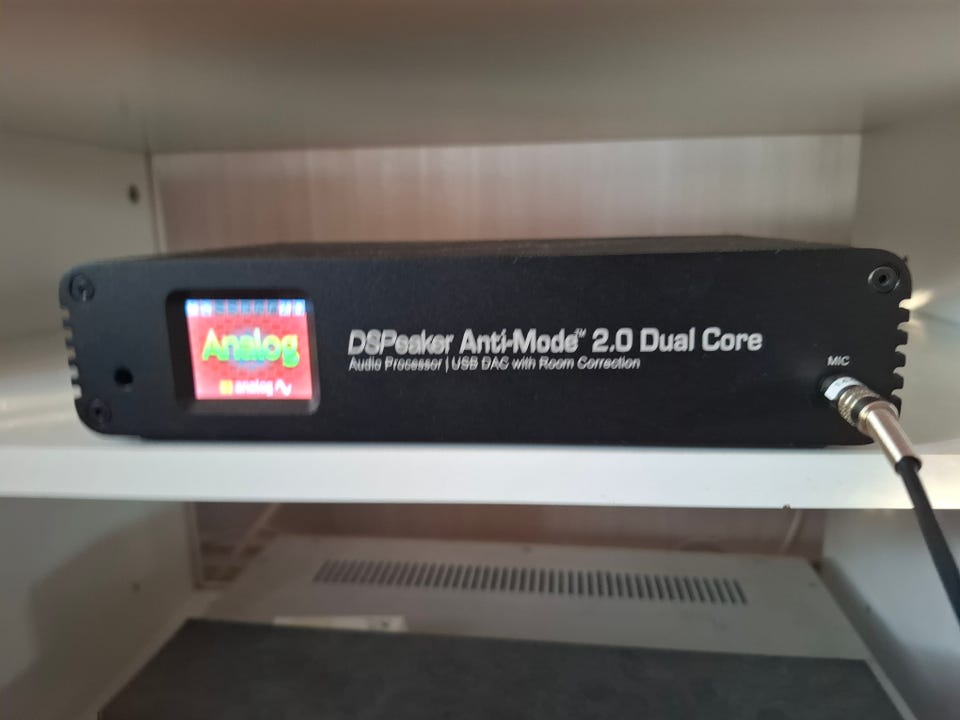 Analog
analog
DSPeaker Anti-Mode™ 2.0 Dual Core
Audio Processor | USB DAC with Room Correction
MIC